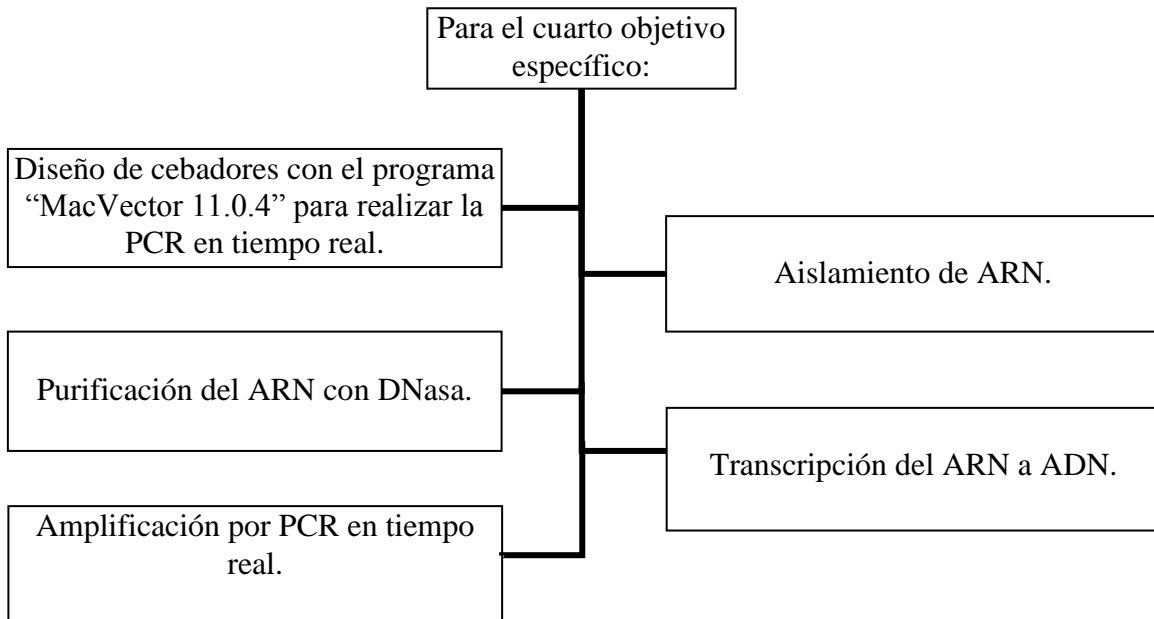 Para el cuarto objetivo
específico:
Diseño de cebadores con el programa
“MacVector 11.0.4” para realizar la
PCR en tiempo real.
Aislamiento de ARN.
Purificación del ARN con DNasa.
Transcripción del ARN a ADN.
Amplificación por PCR en tiempo
real.